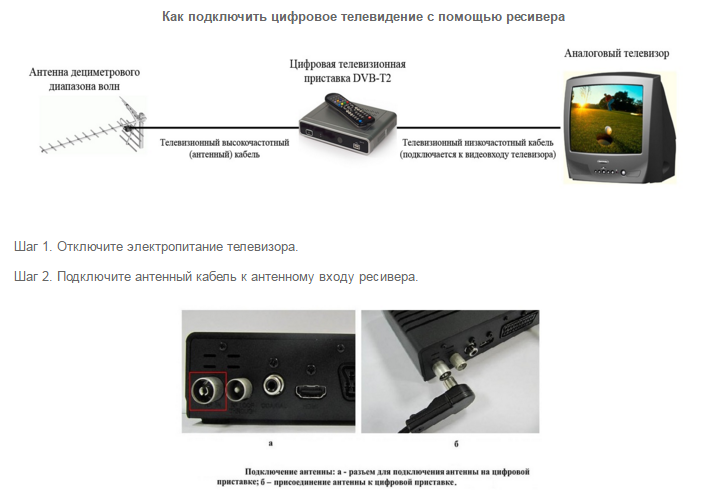 Как подключить цифровое телевидение с помощью ресивера
Аналоговый телевизор
Цифровая телевизионная
приставка DVB-T2
Антенна дециметрового
диапазона волн
Телевизионный высокочастотный
(антенный) кабель
Телевизионный низкочастотный кабель
(подключается к видеовходу телевизора)
Шаг 1. Отключите электропитание телевизора.
Шаг 2. Подключите антенный кабель к антенному входу ресивера.
а
б
Подключение антенны: а - разъем для подключения антенны на цифровой
приставке; б – присоединение антенны к цифровой приставке.